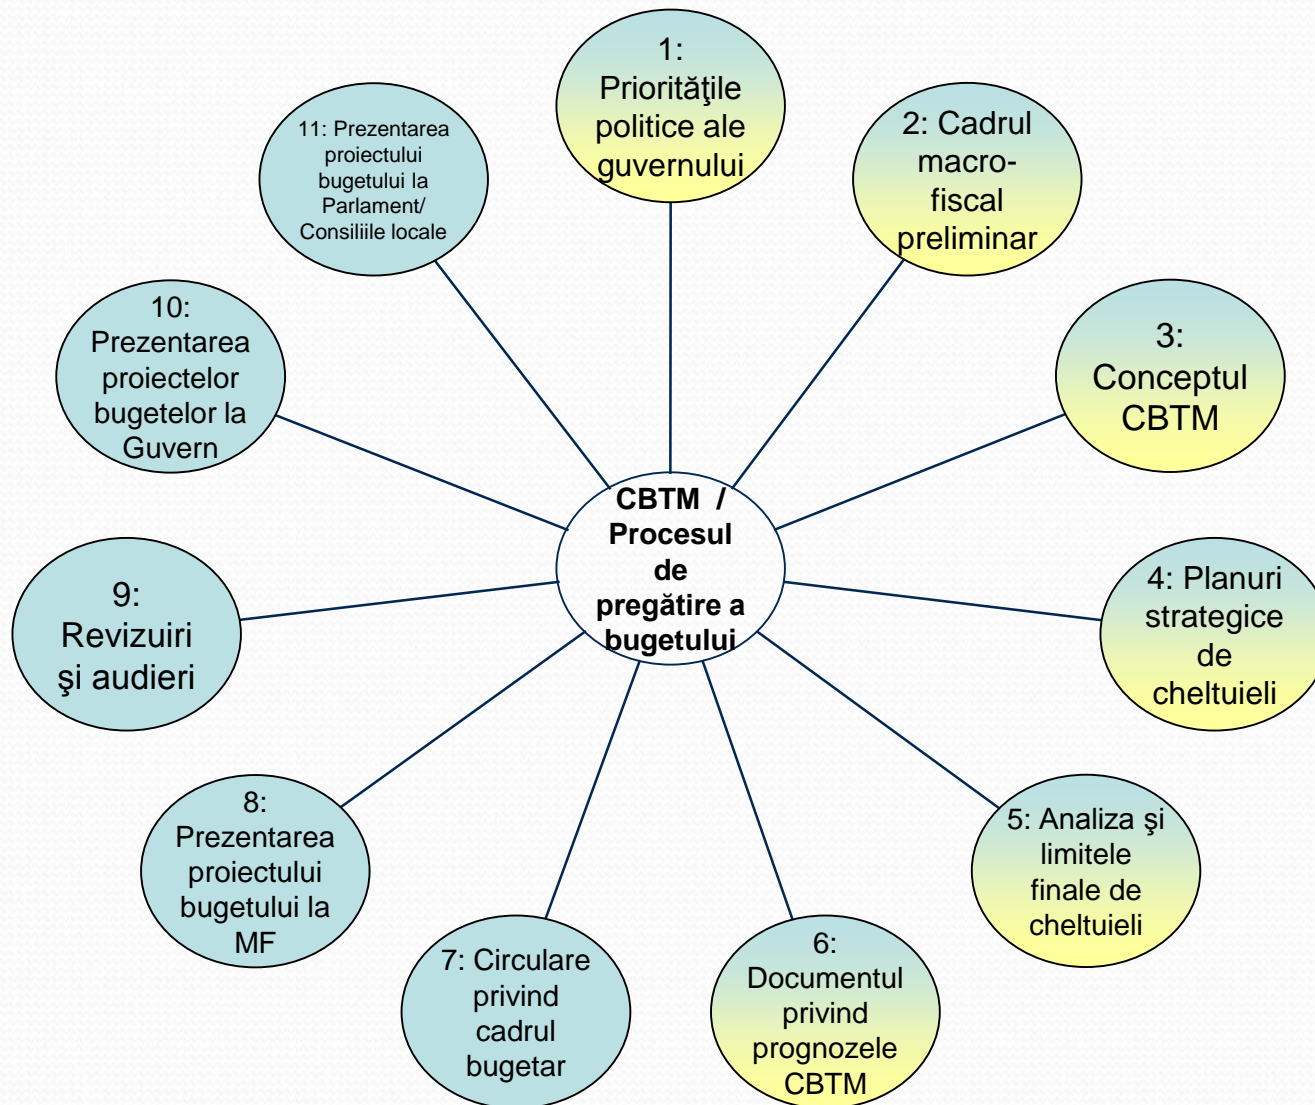 1:
Priorităţile
politice ale
guvernului
2: Cadrul
macro-
fiscal
preliminar
3:
Conceptul
CBTM
4: Planuri
strategice
de
cheltuieli
5: Analiza şi
limitele
finale de
cheltuieli
6:
Documentul
privind
prognozele
CBTM
7: Circulare
privind
cadrul
bugetar
8:
Prezentarea
proiectului
bugetului la
MF
9:
Revizuiri
şi audieri
10:
Prezentarea
proiectelor
bugetelor la
Guvern
11: Prezentarea
proiectului
bugetului la
Parlament/
Consiliile locale
CBTM /
Procesul
de
pregătire a
bugetului